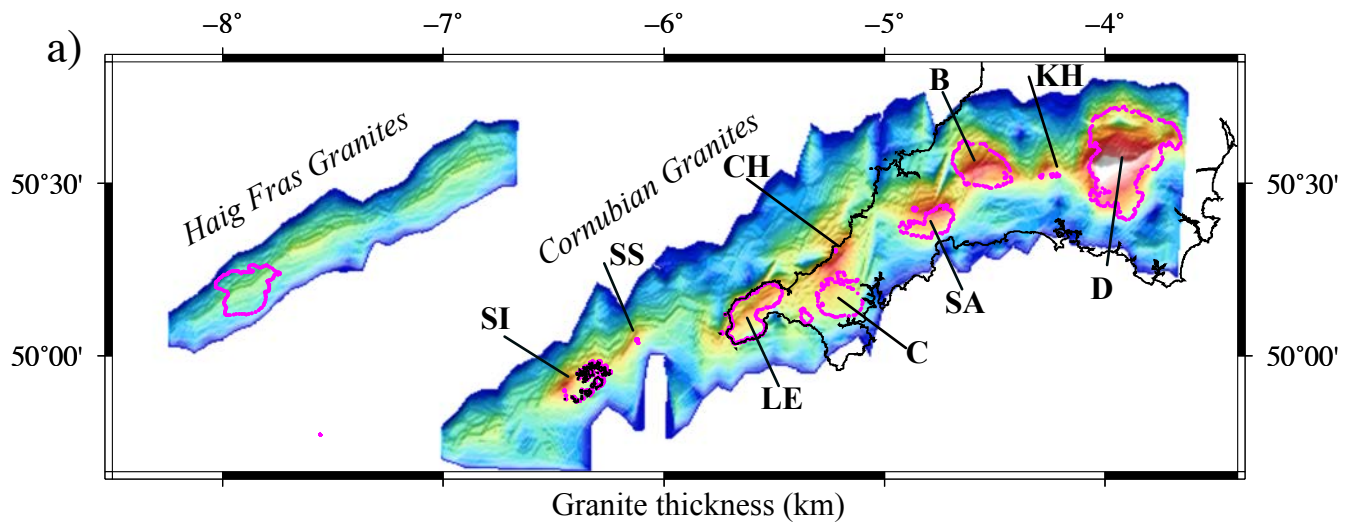 −8° −7° −6° −5° −4°
a)
B KH
Haig Fras Granites
Cornubian Granites
CH
50°30' 50°30'
SS
SA D
SI
C
50°00' 50°00'
LE
Granite thickness (km)